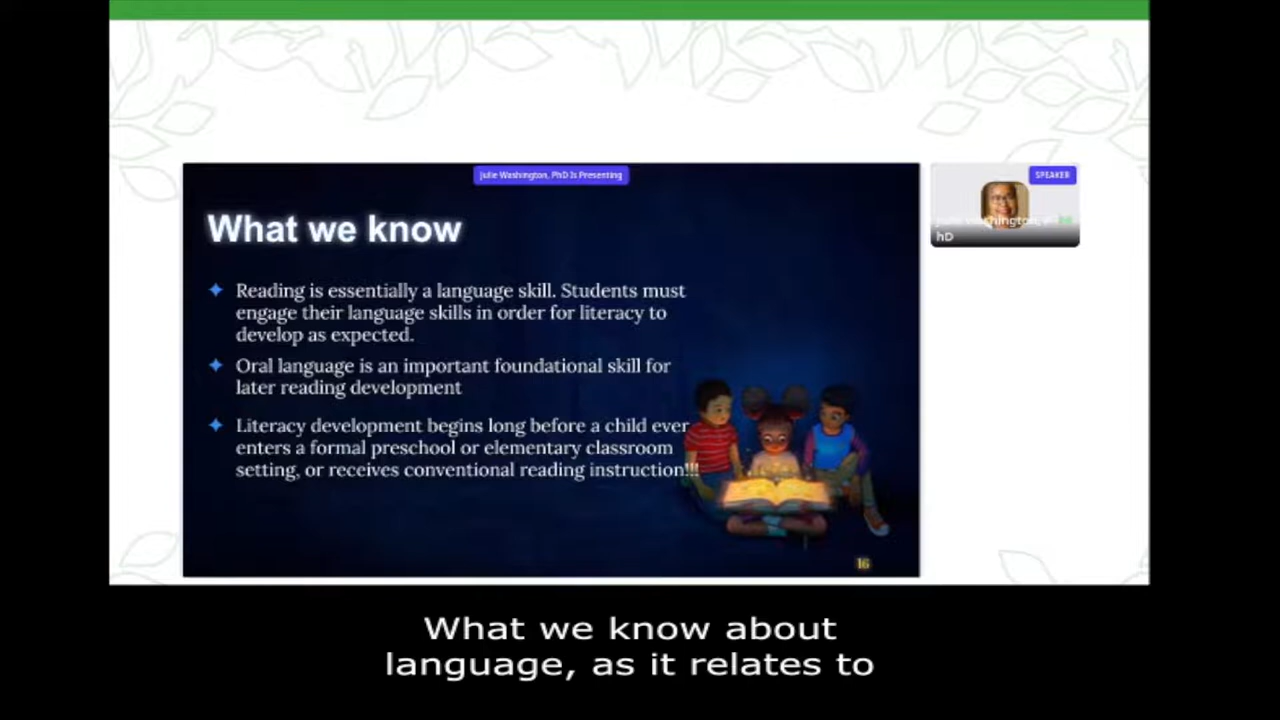 Julie Washington, PhD Is Presenting
SPEAKER
hD
What we know
Reading is essentially a language skill. Students must
engage their language skills in order for literacy to
develop as expected.
Oral language is an important foundational skill for
later reading development
Literacy development begins long before a child ever
enters a formal preschool or elementary classroom
setting, or receives conventional reading instruction!!!
16
What we know about
language, as it relates to